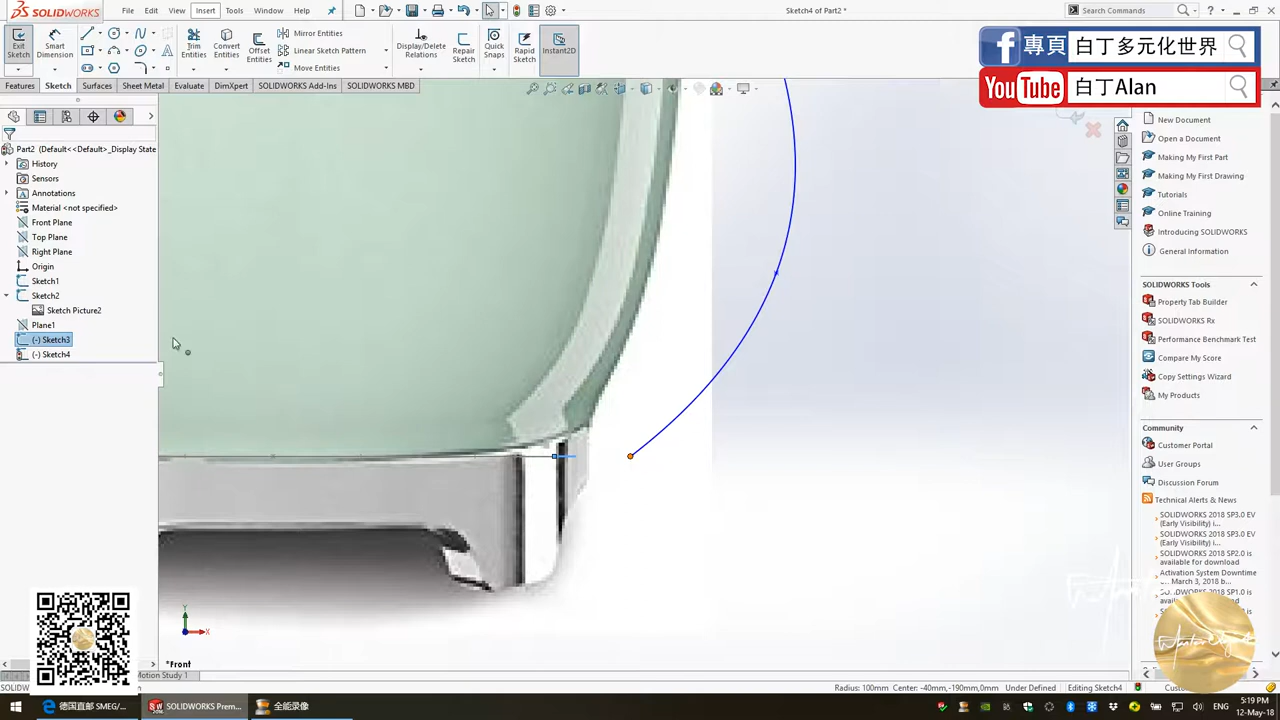 SOLIDWORKS
File Edit View Insert Tools Window Help
Sketch4 of Part2 *
Search Commands
專頁 白丁多元化世界
YouTube 白丁Alan
Exit Sketch
Smart Dimension
Trim Entities
Convert Entities
Offset Entities
Mirror Entities
Linear Sketch Pattern
Move Entities
Display/Delete Relations
Repair Sketch
Quick Snaps
Rapid Sketch
Instant2D
Features Sketch Surfaces Sheet Metal Evaluate DimXpert SOLIDWORKS Add-Ins SOLIDWORKS MBD
Part2 (Default<<Default>_Display State
History
Sensors
Annotations
Material <not specified>
Front Plane
Top Plane
Right Plane
Origin
Sketch1
Sketch2
Sketch Picture2
Plane1
(-) Sketch3
(-) Sketch4
Y
X
*Front
New Document
Open a Document
Making My First Part
Making My First Drawing
Tutorials
Online Training
Introducing SOLIDWORKS
General Information
SOLIDWORKS Tools
Property Tab Builder
SOLIDWORKS Rx
Performance Benchmark Test
Compare My Score
Copy Settings Wizard
My Products
Community
Customer Portal
User Groups
Discussion Forum
Technical Alerts & News
SOLIDWORKS 2018 SP3.0 EV (Early Visibility) i...
SOLIDWORKS 2018 SP3.0 EV (Early Visibility) i...
SOLIDWORKS 2018 SP2.0 is available for download
Activation System Downtime
March 3, 2018 b...
Motion Study 1
Radius: 100mm Center: -40mm,-190mm,0mm Under Defined Editing Sketch4
德国直邮 SMEG/...
SOLIDWORKS Prem...
全能录像
ENG
5:19 PM
12-May-18